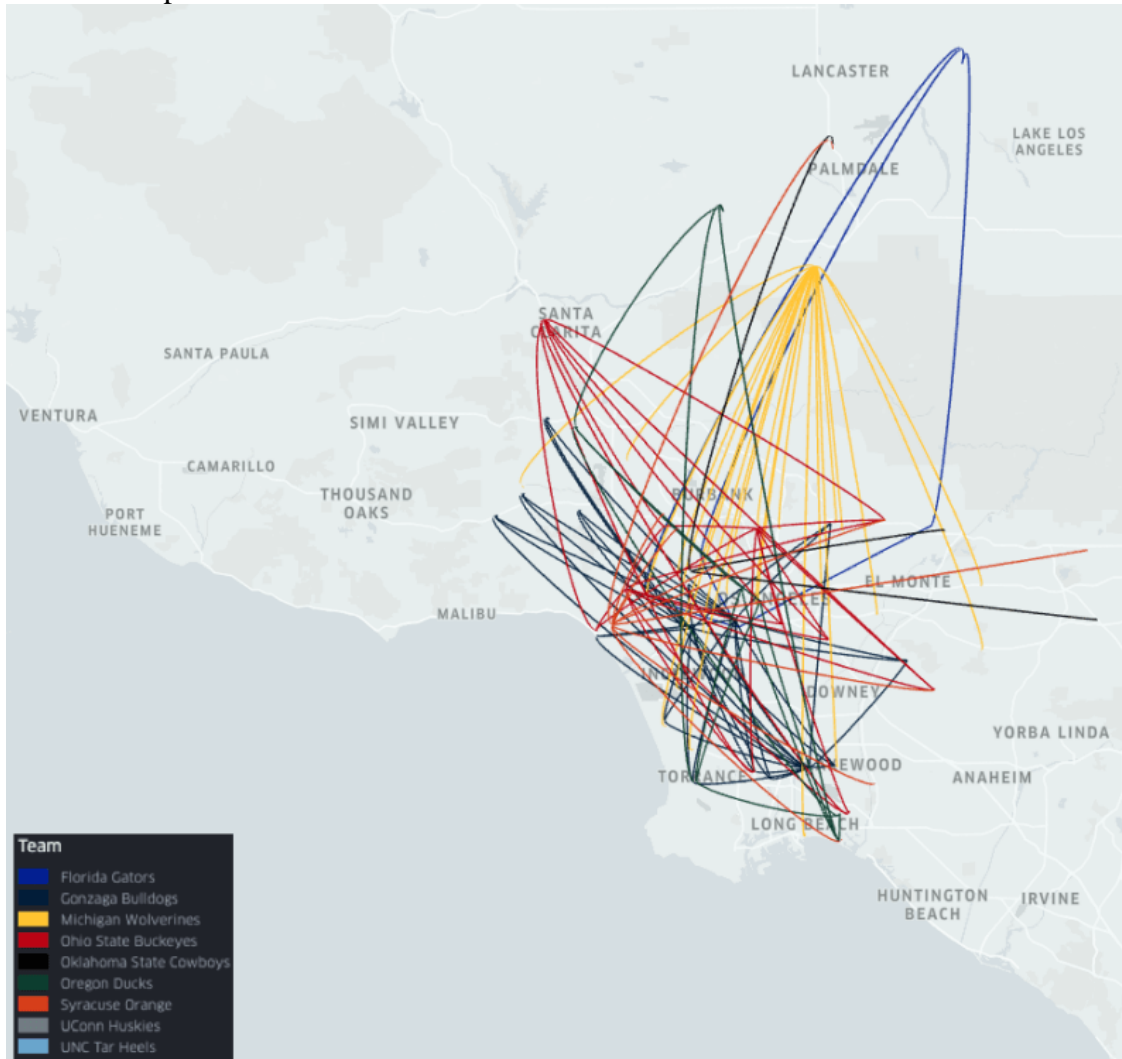 LANCASTER
LAKE LOS
ANGELES
PALMDALE
SANTA
CLARITA
SANTA PAULA
VENTURA
SIMI VALLEY
CAMARILLO
THOUSAND
OAKS
BURBANK
PORT
HUENEME
EL MONTE
MALIBU
DOWNEY
YORBA LINDA
TORRANCE
ANAHEIM
LONG BEACH
HUNTINGTON
BEACH
IRVINE
Team
Florida Gators
Gonzaga Bulldogs
Michigan Wolverines
Ohio State Buckeyes
Oklahoma State Cowboys
Oregon Ducks
Syracuse Orange
UConn Huskies
UNC Tar Heels